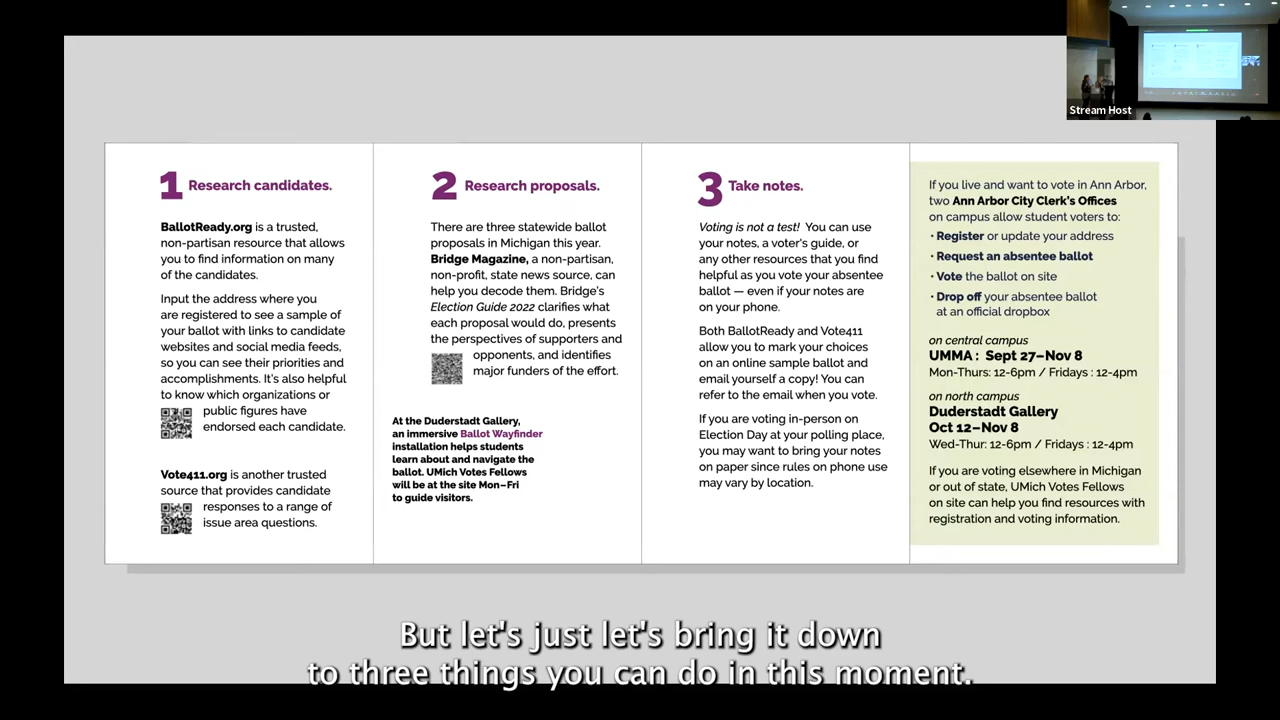 Stream Host
1 Research candidates.
BallotReady.org is a trusted,
non-partisan resource that allows
you to find information on many
of the candidates.
Input the address where you
are registered to see a sample of
your ballot with links to candidate
websites and social media feeds,
so you can see their priorities and
accomplishments. It's also helpful
to know which organizations or
public figures have
endorsed each candidate.
Vote411.org is another trusted
source that provides candidate
responses to a range of
issue area questions.
2 Research proposals.
There are three statewide ballot
proposals in Michigan this year.
Bridge Magazine, a non-partisan,
non-profit, state news source, can
help you decode them. Bridge's
Election Guide 2022 clarifies what
each proposal would do, presents
the perspectives of supporters and
opponents, and identifies
major funders of the effort.
At the Duderstadt Gallery,
an immersive Ballot Wayfinder
installation helps students
learn about and navigate the
ballot. UMich Votes Fellows
will be at the site Mon–Fri
to guide visitors.
3 Take notes.
Voting is not a test! You can use
your notes, a voter's guide, or
any other resources that you find
helpful as you vote your absentee
ballot — even if your notes are
on your phone.
Both BallotReady and Vote411
allow you to mark your choices
on an online sample ballot and
email yourself a copy! You can
refer to the email when you vote.
If you are voting in-person on
Election Day at your polling place,
you may want to bring your notes
on paper since rules on phone use
may vary by location.
If you live and want to vote in Ann Arbor,
two Ann Arbor City Clerk's Offices
on campus allow student voters to:
• Register or update your address
• Request an absentee ballot
• Vote the ballot on site
• Drop off your absentee ballot
at an official dropbox
on central campus
UMMA : Sept 27–Nov 8
Mon-Thurs: 12-6pm / Fridays : 12-4pm
on north campus
Duderstadt Gallery
Oct 12–Nov 8
Wed-Thur: 12-6pm / Fridays : 12-4pm
If you are voting elsewhere in Michigan
or out of state, UMich Votes Fellows
on site can help you find resources with
registration and voting information.
But let's just let's bring it down
to three things you can do in this moment.